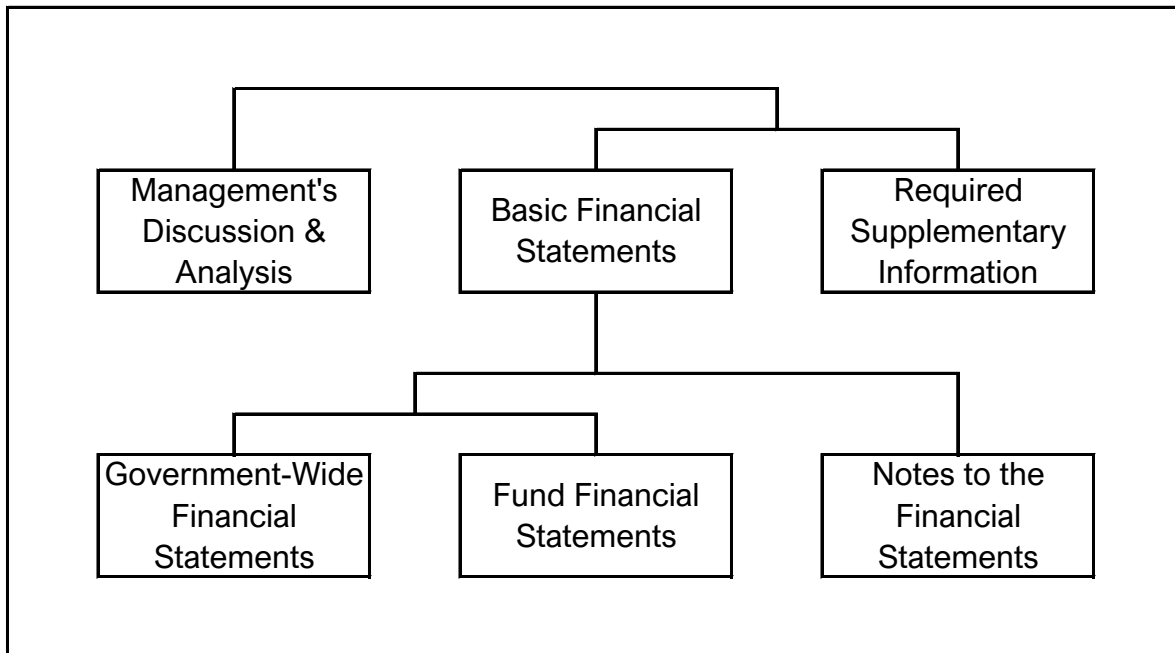 Management's
Discussion &
Analysis
Basic Financial
Statements
Required
Supplementary
Information
Government-Wide
Financial
Statements
Fund Financial
Statements
Notes to the
Financial
Statements